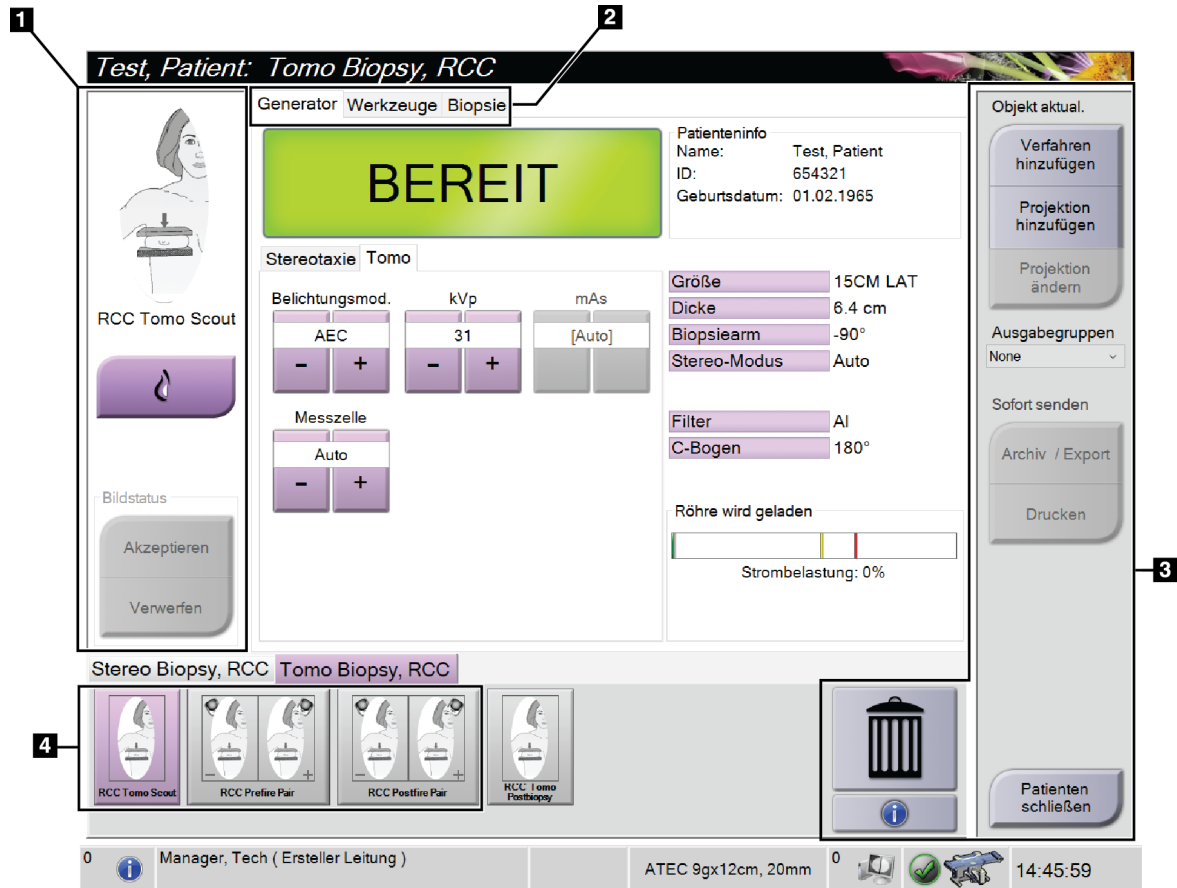 1
2
Test, Patient: Tomo Biopsy, RCC
Generator Werkzeuge Biopsie
Objekt aktual.
BEREIT
Patienteninfo
Name: Test, Patient
ID: 654321
Geburtsdatum: 01.02.1965
Verfahren
hinzufügen
Projektion
hinzufügen
Projektion
ändern
RCC Tomo Scout
Stereotaxie Tomo
Belichtungsmod. kVp mAs
AEC 31 [Auto]
- + - +
Messzelle
Auto
- +
Größe 15CM LAT
Dicke 6.4 cm
Biopsiearm -90°
Stereo-Modus Auto
Filter Al
C-Bogen 180°
Ausgabegruppen
None
Sofort senden
Archiv / Export
Drucken
Bildstatus
Akzeptieren
Verwerfen
Röhre wird geladen
Strombelastung: 0%
3
Stereo Biopsy, RCC Tomo Biopsy, RCC
4
- + - +
RCC Tomo Scout RCC Prefire Pair RCC Postfire Pair RCC Tomo
Postbiopsy
Patienten
schließen
0 Manager, Tech ( Ersteller Leitung ) ATEC 9gx12cm, 20mm 0 14:45:59